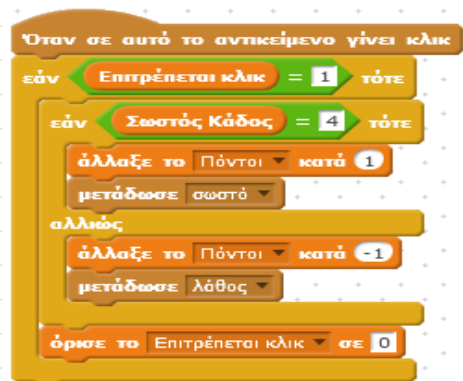 Όταν σε αυτό το αντικείμενο γίνει κλικ
εάν Επιτρέπεται κλικ = 1 τότε
εάν Σωστός Κάδος = 4 τότε
άλλαξε το Πόντοι κατά 1
μετάδωσε σωστό
αλλιώς
άλλαξε το Πόντοι κατά -1
μετάδωσε λάθος
όρισε το Επιτρέπεται κλικ σε 0